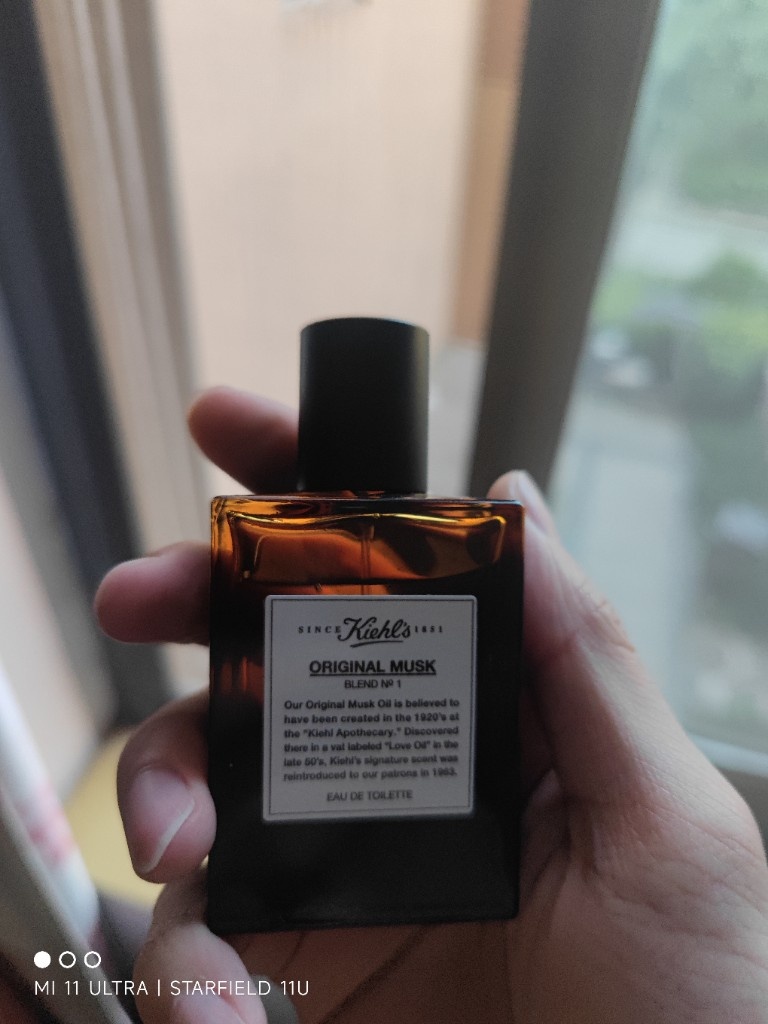 SINCE Kiehl's 1851
ORIGINAL MUSK
BLEND Nº 1
Our Original Musk Oil is believed to
have been created in the 1920's at
the "Kiehl Apothecary." Discovered
there in a vat labeled "Love Oil" in the
late 50's, Kiehl's signature scent was
reintroduced to our patrons in 1963.
EAU DE TOILETTE
MI 11 ULTRA | STARFIELD 11U